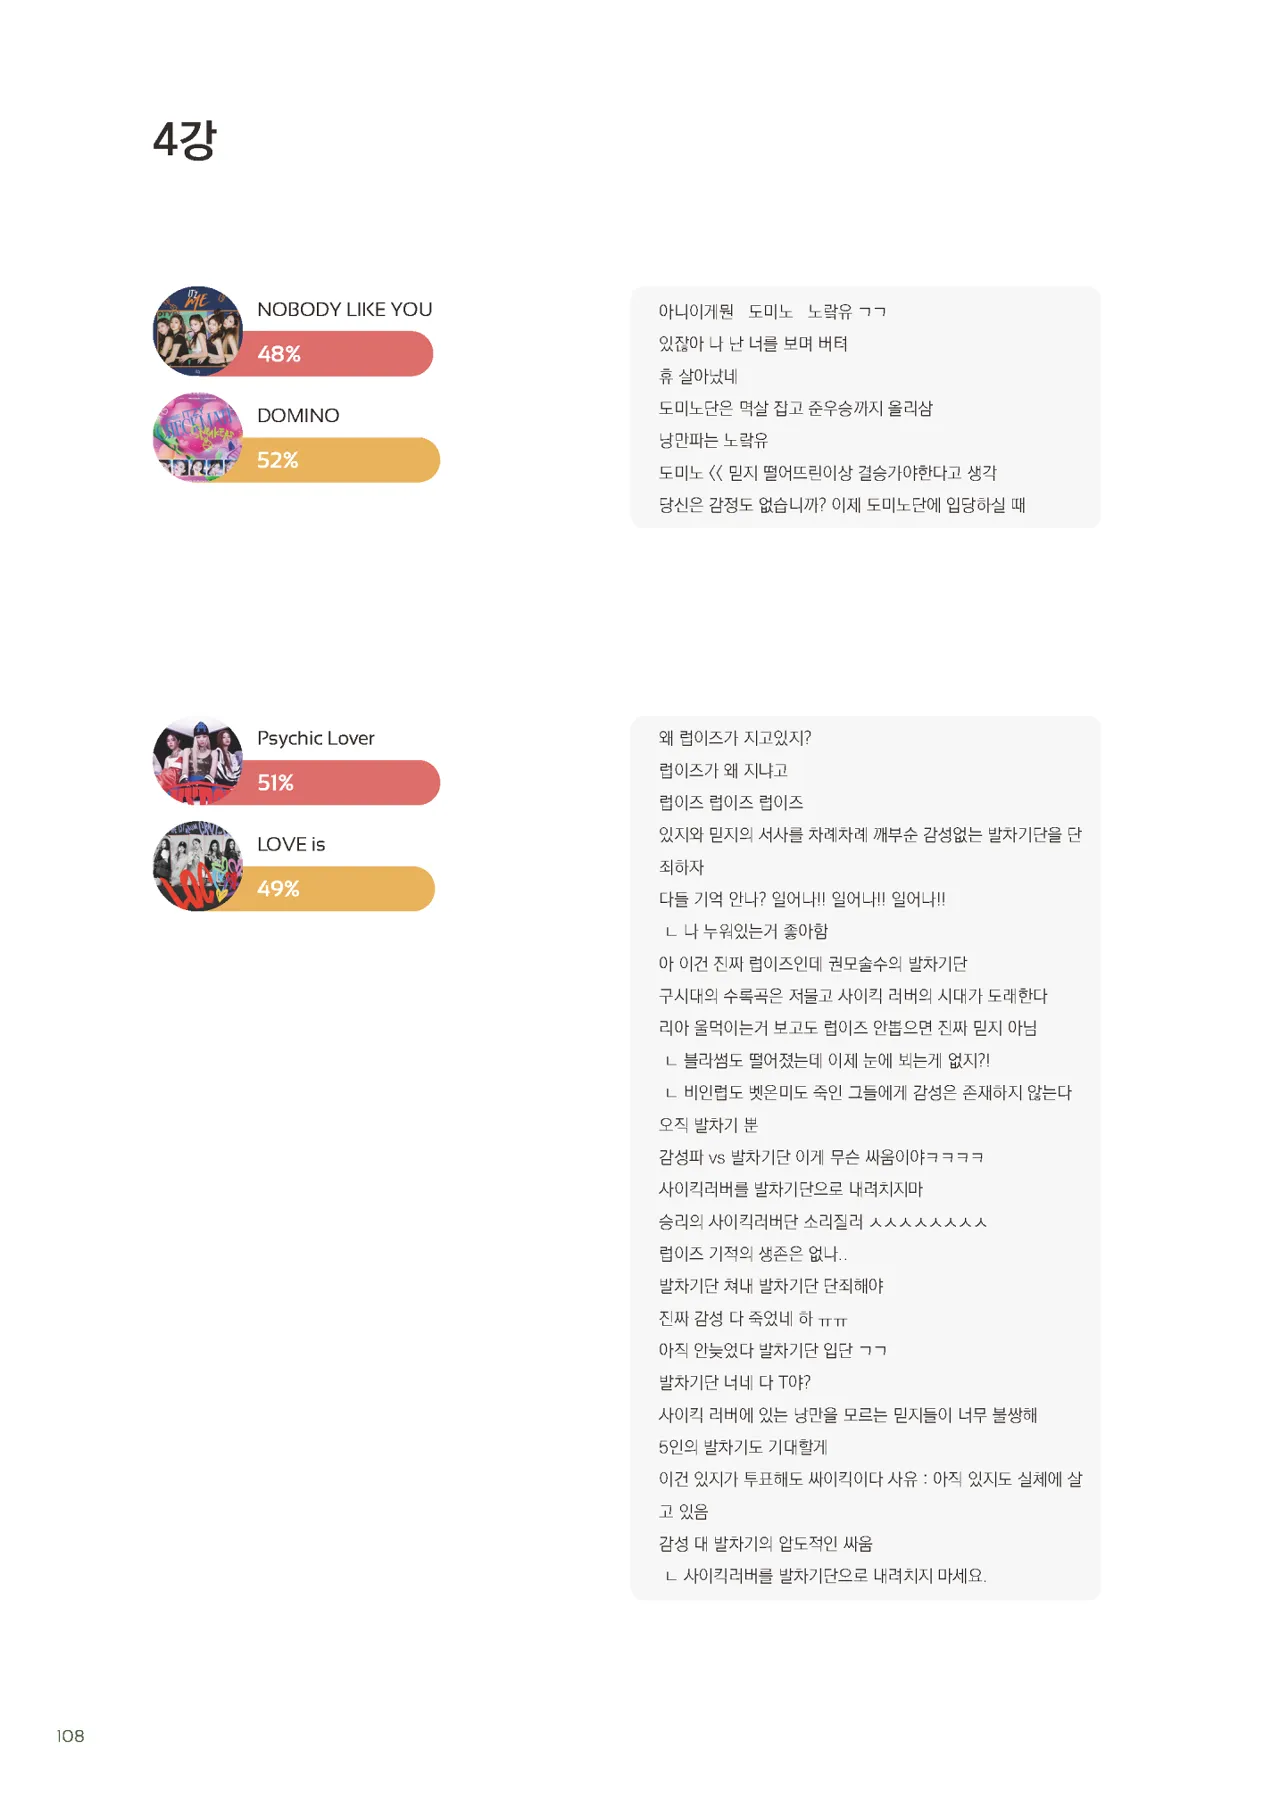 4강
IT'z ME
NOBODY LIKE YOU
48%
DOMINO
52%
아니이게뭔   도미노   노랔유 ㄱㄱ
있잖아 나 난 너를 보며 버텨
휴 살아났네
도미노단은 멱살 잡고 준우승까지 올리삼
낭만파는 노랔유
도미노 << 믿지 떨어뜨린이상 결승가야한다고 생각
당신은 감정도 없습니까? 이제 도미노단에 입당하실 때
Psychic Lover
51%
LOVE is
49%
왜 럽이즈가 지고있지?
럽이즈가 왜 지냐고
럽이즈 럽이즈 럽이즈
있지와 믿지의 서사를 차례차례 깨부순 감성없는 발차기단을 단
죄하자
다들 기억 안나? 일어나!! 일어나!! 일어나!!
ㄴ 나 누워있는거 좋아함
아 이건 진짜 럽이즈인데 권모술수의 발차기단
구시대의 수록곡은 저물고 사이킥 러버의 시대가 도래한다
리아 울먹이는거 보고도 럽이즈 안뽑으면 진짜 믿지 아님
ㄴ 블라썸도 떨어졌는데 이제 눈에 뵈는게 없지?!
ㄴ 비인럽도 벳온미도 죽인 그들에게 감성은 존재하지 않는다
오직 발차기 뿐
감성파 vs 발차기단 이게 무슨 싸움이야ㅋㅋㅋㅋ
사이킥러버를 발차기단으로 내려치지마
승리의 사이킥러버단 소리질러 ㅅㅅㅅㅅㅅㅅㅅㅅ
럽이즈 기적의 생존은 없나..
발차기단 쳐내 발차기단 단죄해야
진짜 감성 다 죽었네 하 ㅠㅠ
아직 안늦었다 발차기단 입단 ㄱㄱ
발차기단 너네 다 T야?
사이킥 러버에 있는 낭만을 모르는 믿지들이 너무 불쌍해
5인의 발차기도 기대할게
이건 있지가 투표해도 싸이킥이다 사유 : 아직 있지도 실체에 살
고 있음
감성 대 발차기의 압도적인 싸움
ㄴ 사이킥러버를 발차기단으로 내려치지 마세요.
108